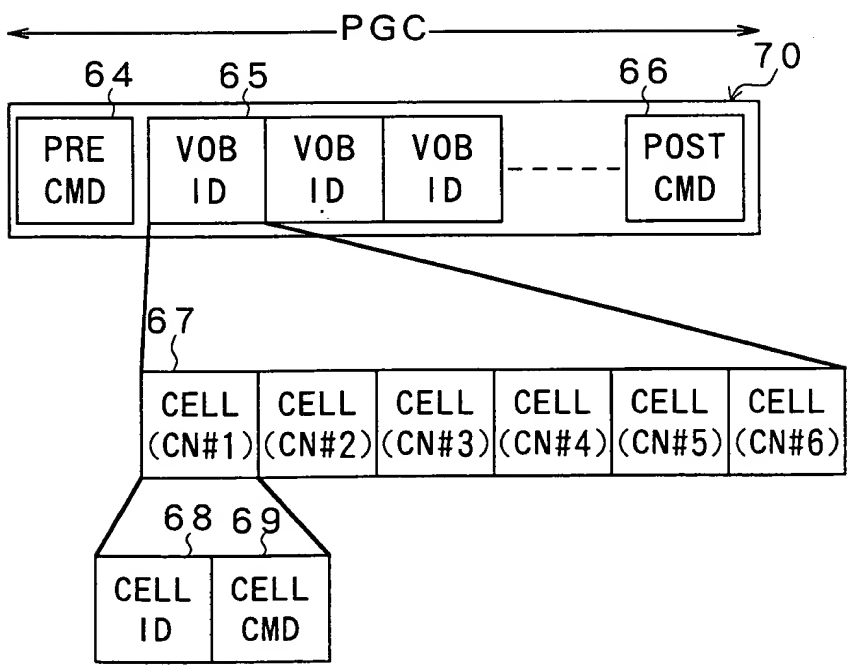 PGC
64 65 66 70
PRE CMD
VOB ID
VOB ID
VOB ID
POST CMD
67
CELL (CN#1)
CELL (CN#2)
CELL (CN#3)
CELL (CN#4)
CELL (CN#5)
CELL (CN#6)
68 69
CELL ID
CELL CMD